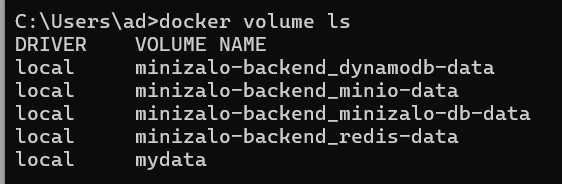 C:\Users\ad>docker volume ls
DRIVER    VOLUME NAME
local     minizalo-backend_dynamodb-data
local     minizalo-backend_minio-data
local     minizalo-backend_minizalo-db-data
local     minizalo-backend_redis-data
local     mydata